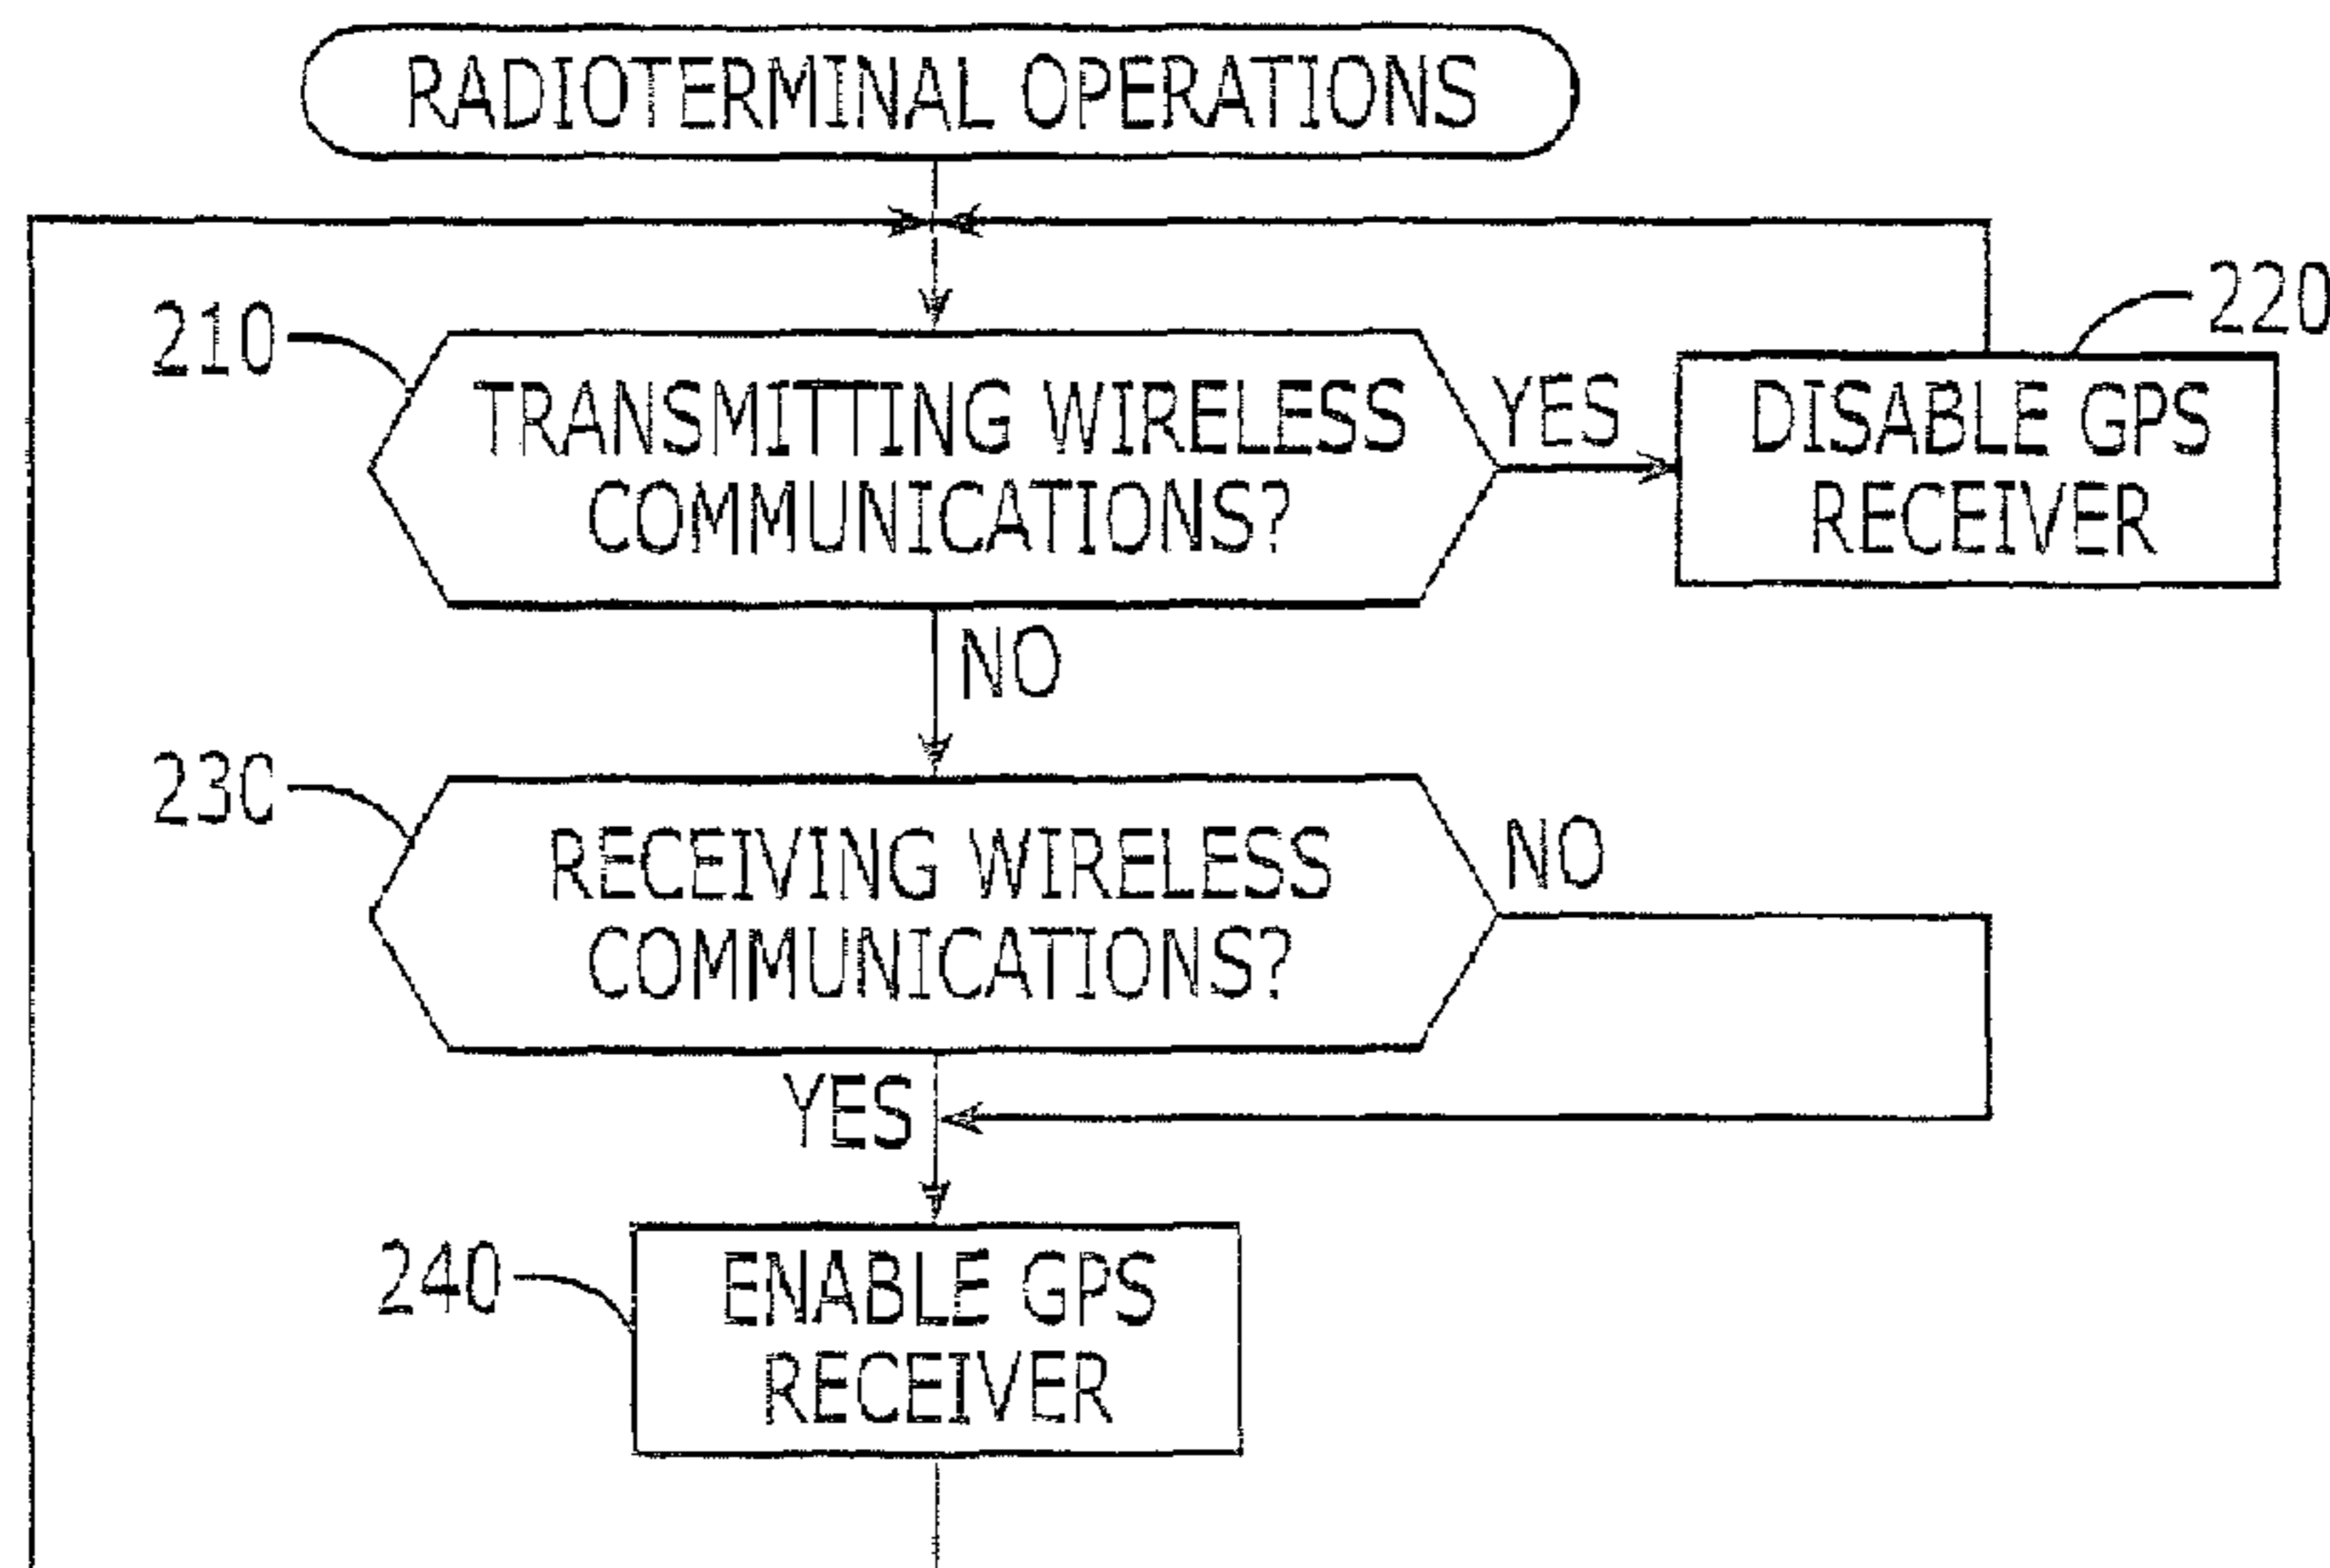 RADIOTERMINAL OPERATIONS
210
TRANSMITTING WIRELESS
COMMUNICATIONS?
YES
220
DISABLE GPS
RECEIVER
NO
230
RECEIVING WIRELESS
COMMUNICATIONS?
NO
YES
240
ENABLE GPS
RECEIVER